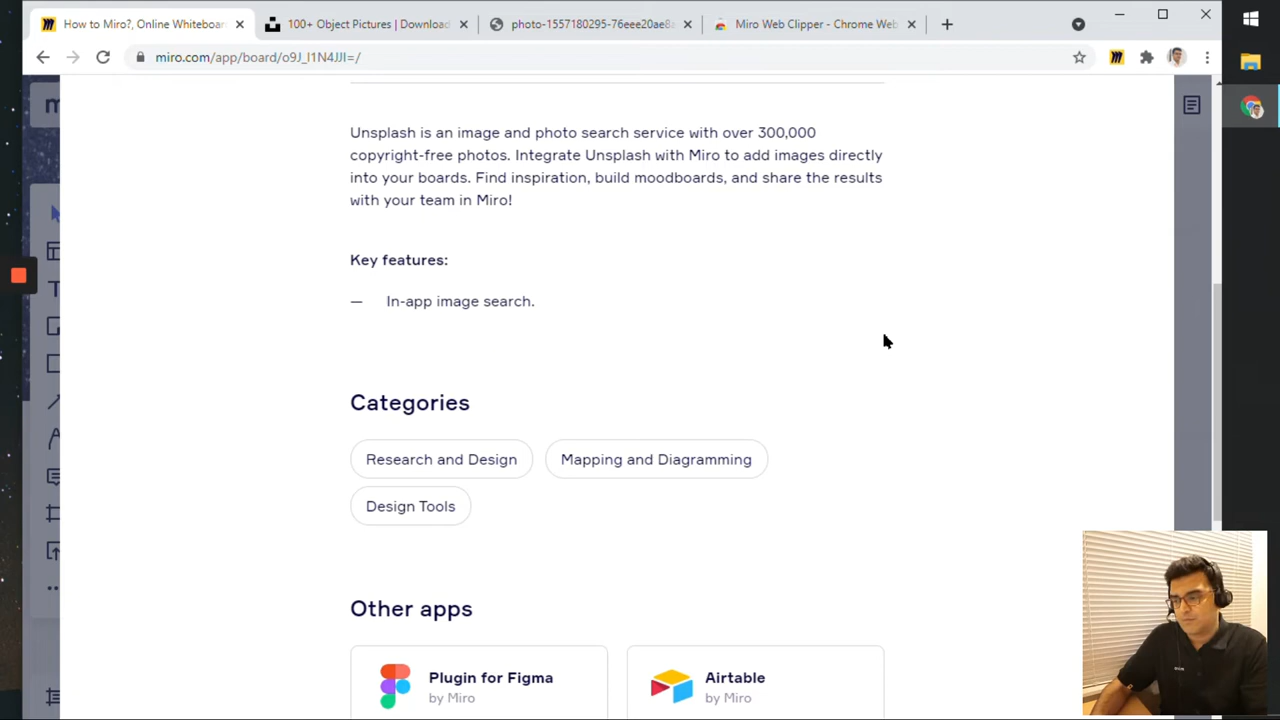 How to Miro?, Online Whiteboar
100+ Object Pictures | Download
photo-1557180295-76eee20ae8
Miro Web Clipper - Chrome Web
miro.com/app/board/o9J_l1N4JJI=/
m
Unsplash is an image and photo search service with over 300,000
copyright-free photos. Integrate Unsplash with Miro to add images directly
into your boards. Find inspiration, build moodboards, and share the results
with your team in Miro!
Key features:
— In-app image search.
Categories
Research and Design
Mapping and Diagramming
Design Tools
Other apps
Plugin for Figma
by Miro
Airtable
by Miro